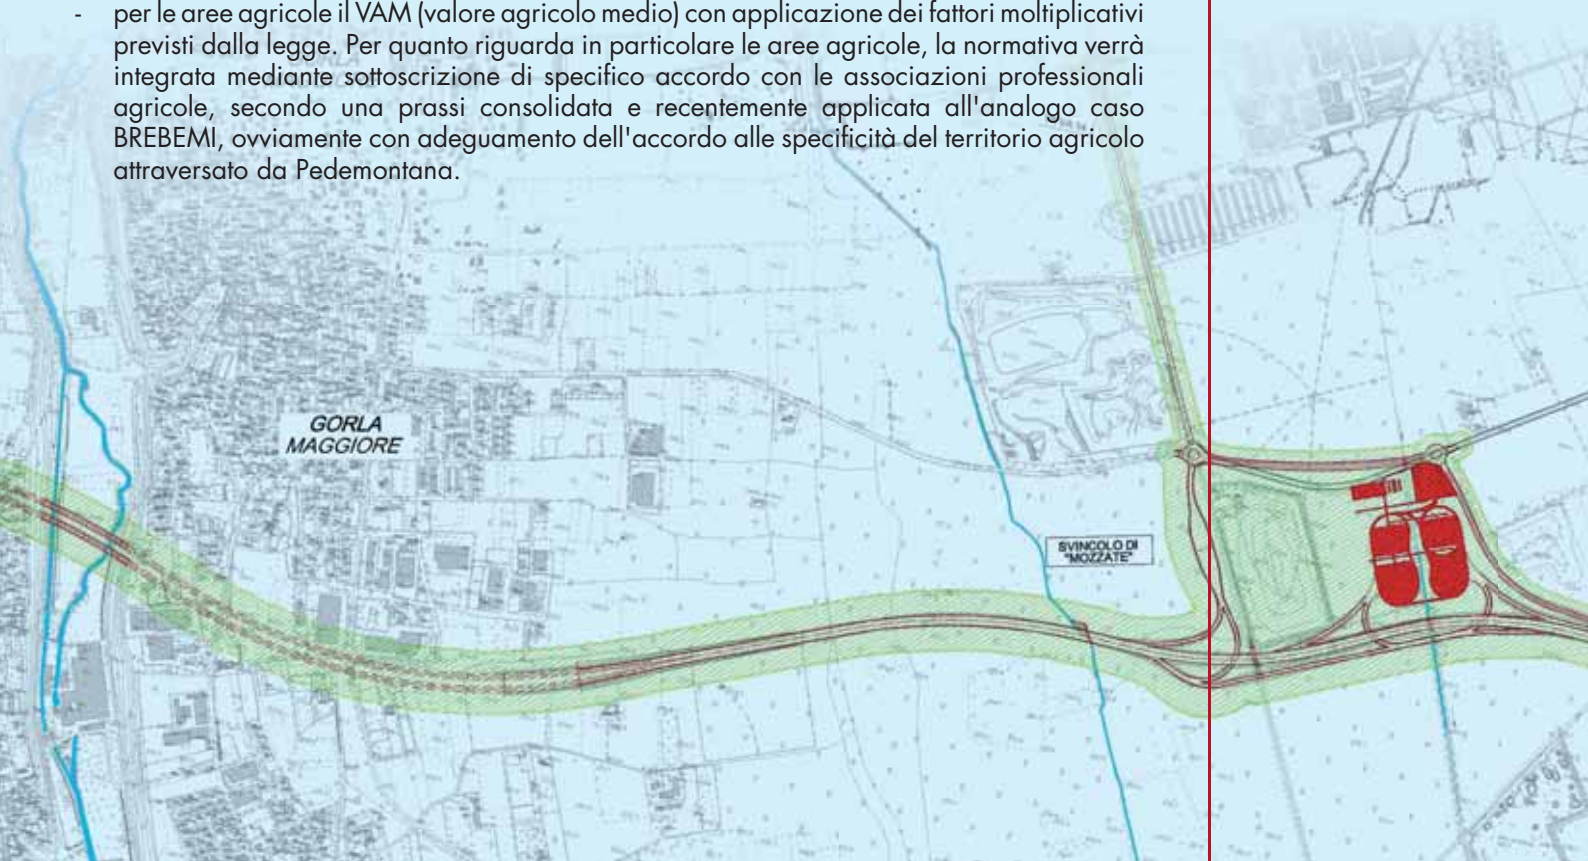 - per le aree agricole il VAM (valore agricolo medio) con applicazione dei fattori moltiplicativi
previsti dalla legge. Per quanto riguarda in particolare le aree agricole, la normativa verrà
integrata mediante sottoscrizione di specifico accordo con le associazioni professionali
agricole, secondo una prassi consolidata e recentemente applicata all'analogo caso
BREBEMI, ovviamente con adeguamento dell'accordo alle specificità del territorio agricolo
attraversato da Pedemontana.
GORLA
MAGGIORE
SVINCOLO DI
"MOZZATE"